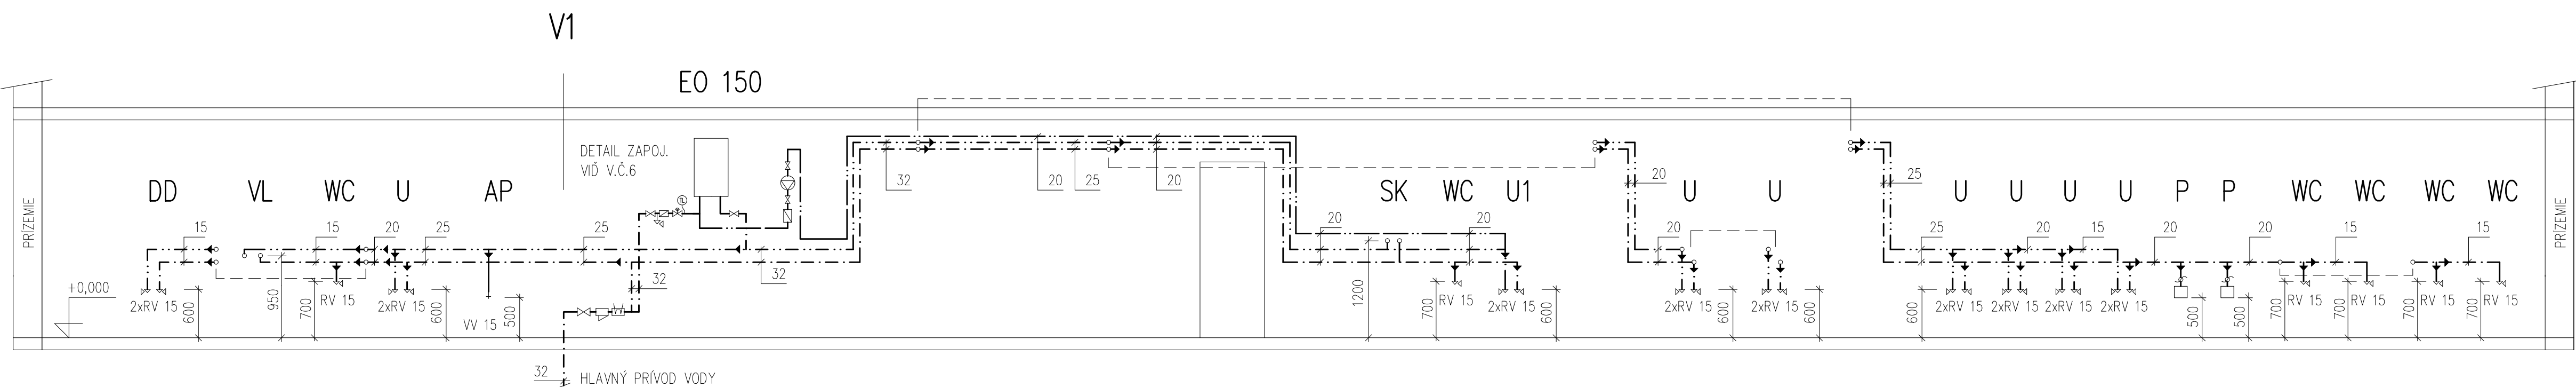 V1
EO 150
DETAIL ZAPOJ.
VIĎ V.Č.6
32
20
25
20
20
25
PRÍZEMIE
DD
VL
WC
U
AP
SK
WC
U1
U
U
U
U
U
U
P
P
WC
WC
WC
WC
PRÍZEMIE
15
15
20
25
25
20
20
20
25
20
15
20
20
15
15
32
32
+0,000
2xRV 15
600
950
700
RV 15
2xRV 15
600
VV 15
500
1200
700
RV 15
2xRV 15
600
2xRV 15
600
2xRV 15
600
600
2xRV 15
2xRV 15
2xRV 15
2xRV 15
500
500
700
RV 15
700
RV 15
700
RV 15
700
RV 15
32
HLAVNÝ PRÍVOD VODY